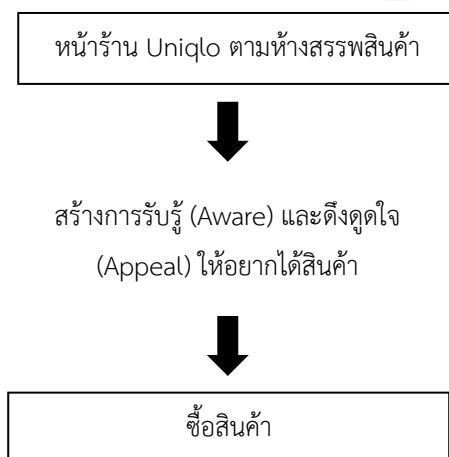 หน้าร้าน Uniqlo ตามห้างสรรพสินค้า
สร้างการรับรู้ (Aware) และดึงดูดใจ
(Appeal) ให้อยากได้สินค้า
ซื้อสินค้า